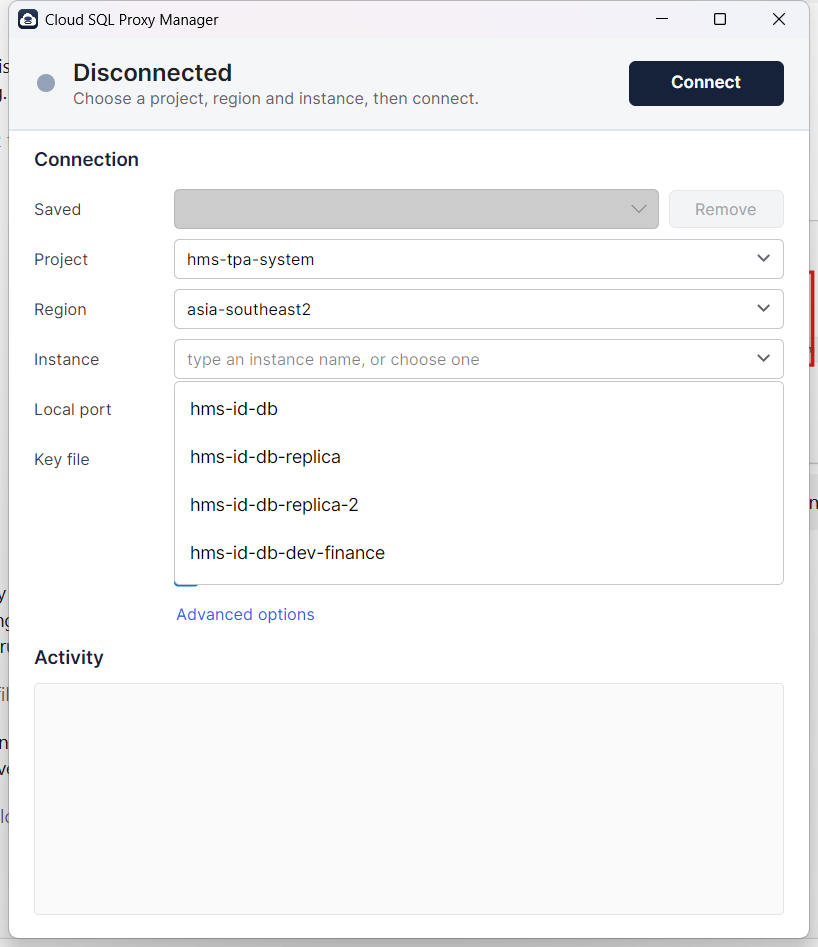 Cloud SQL Proxy Manager
Disconnected
Choose a project, region and instance, then connect.
Connect
Connection
Saved
Remove
Project
hms-tpa-system
Region
asia-southeast2
Instance
type an instance name, or choose one
Local port
hms-id-db
hms-id-db-replica
Key file
hms-id-db-replica-2
hms-id-db-dev-finance
Advanced options
Activity